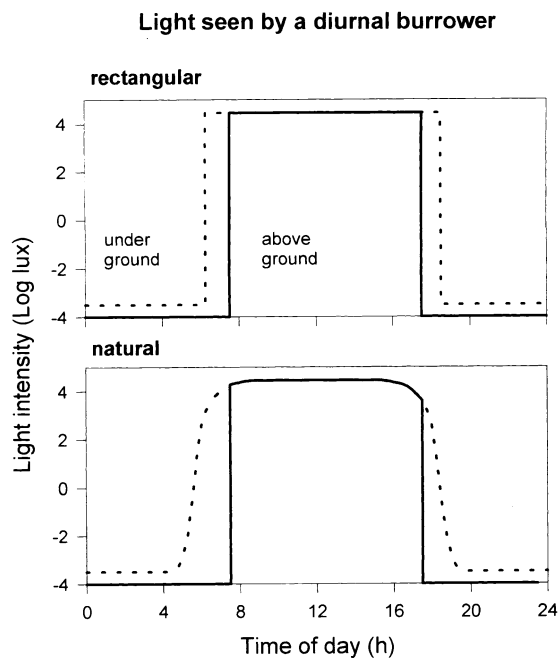 Light seen by a diurnal burrower
rectangular
4
2
0
-2
-4
under
ground
above
ground
natural
4
2
0
-2
-4
0 4 8 12 16 20 24
Light intensity (Log lux)
Time of day (h)